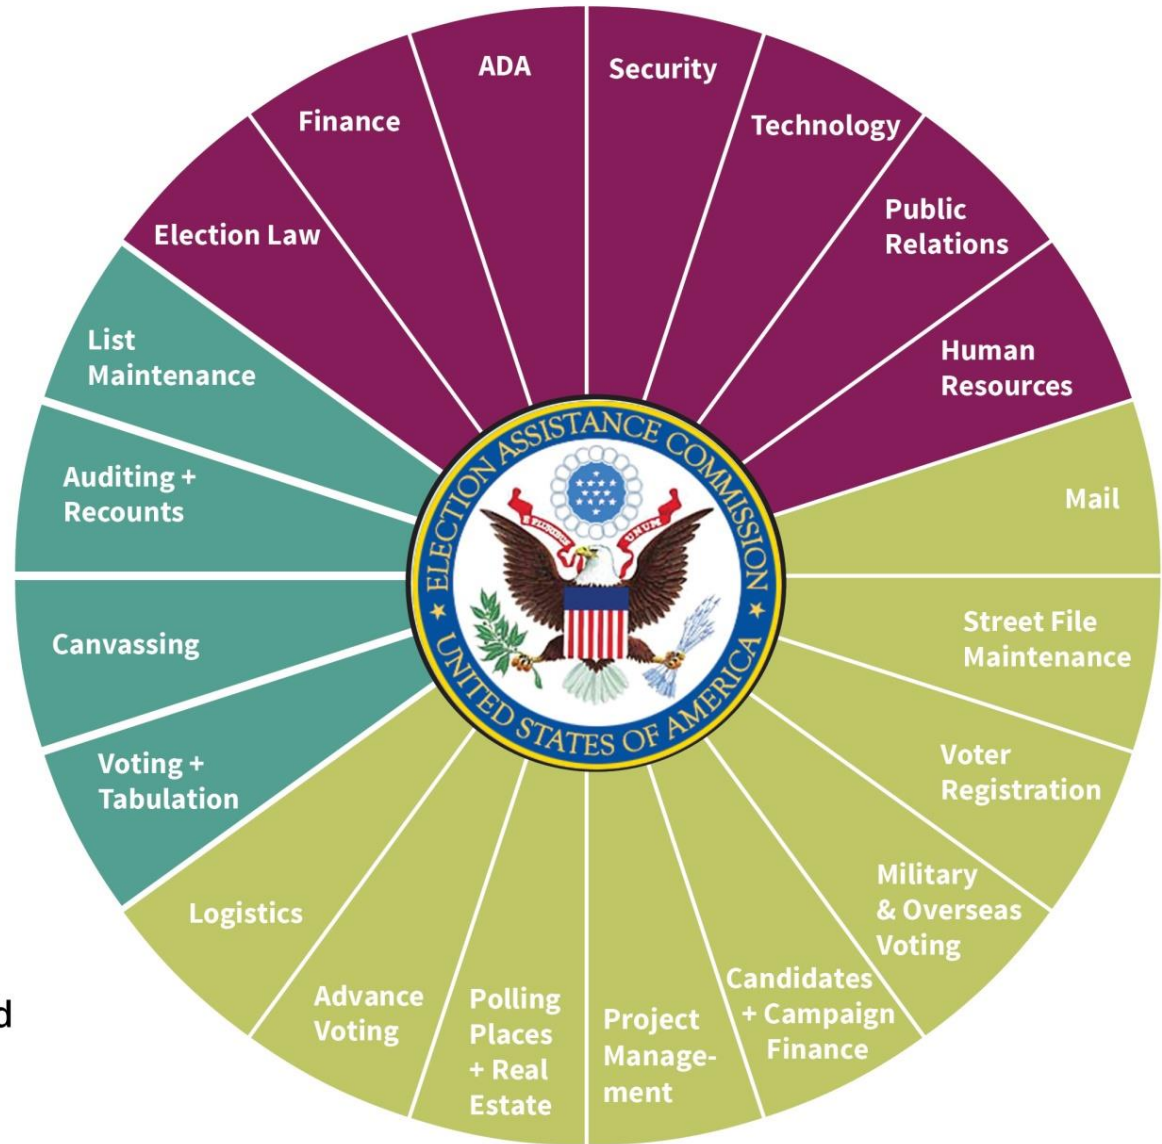 ADA
Security
Finance
Technology
Public
Relations
Election Law
Human
Resources
List
Maintenance
Auditing +
Recounts
Mail
ELECTION ASSISTANCE COMMISSION
E PLURIBUS
UNUM
UNITED STATES OF AMERICA
Canvassing
Street File
Maintenance
Voting +
Tabulation
Voter
Registration
Military
& Overseas
Voting
Logistics
Advance
Voting
Polling
Places
+ Real
Estate
Project
Manage-
ment
Candidates
+ Campaign
Finance
d